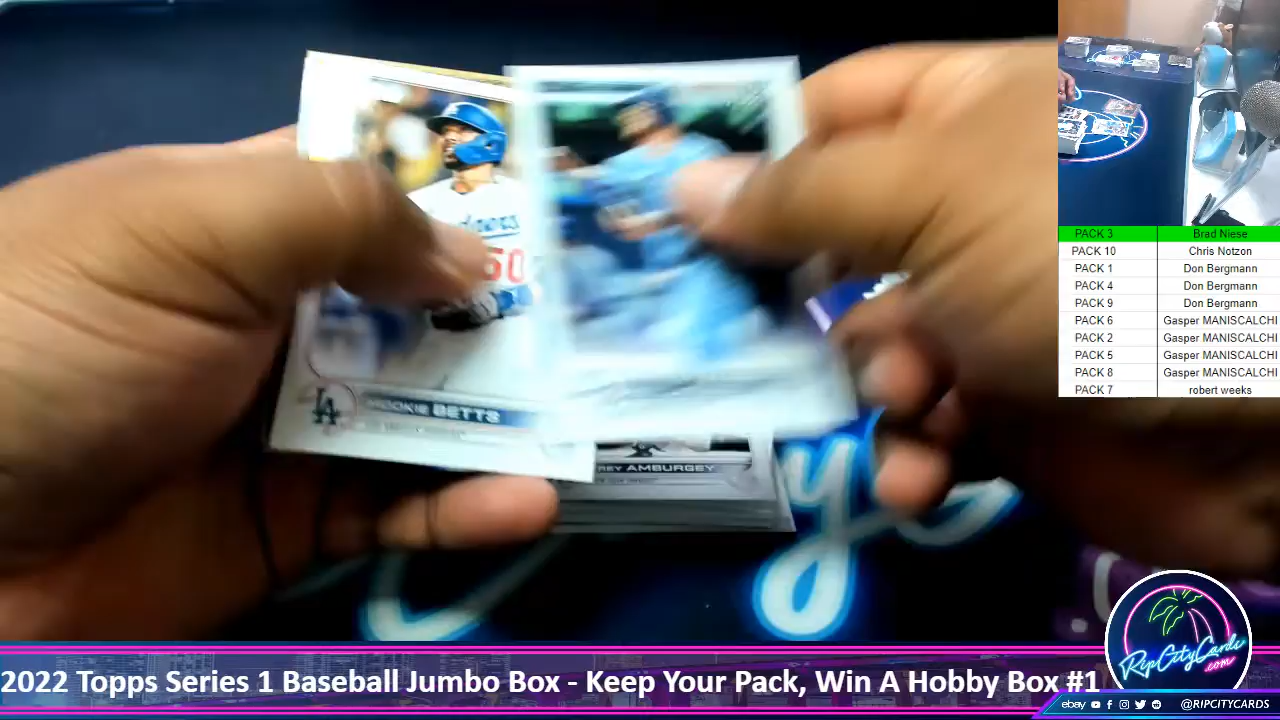 50
LA
BETTS
AMBURGEY
PACK 3 Brad Niese
PACK 10 Chris Notzon
PACK 1 Don Bergmann
PACK 4 Don Bergmann
PACK 9 Don Bergmann
PACK 6 Gasper MANISCALCHI
PACK 2 Gasper MANISCALCHI
PACK 5 Gasper MANISCALCHI
PACK 8 Gasper MANISCALCHI
PACK 7 robert weeks
RipCityCards
.com
2022 Topps Series 1 Baseball Jumbo Box - Keep Your Pack, Win A Hobby Box #1
ebay @RIPCITYCARDS